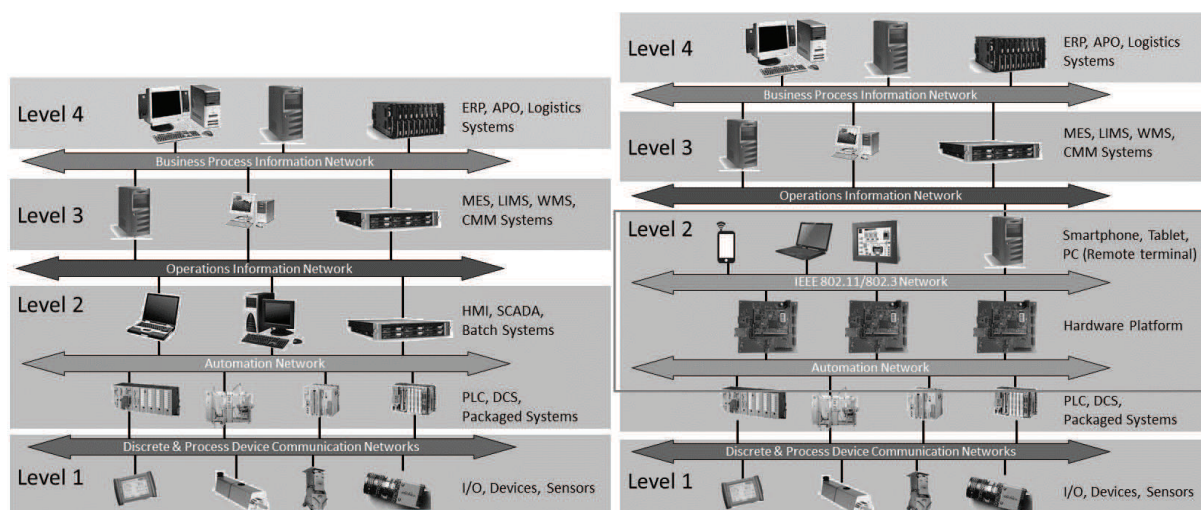 Level 4
ERP, APO, Logistics
Systems
Business Process Information Network
Level 3
MES, LIMS, WMS,
CMM Systems
Operations Information Network
Level 2
HMI, SCADA,
Batch Systems
Automation Network
PLC, DCS,
Packaged Systems
Discrete & Process Device Communication Networks
Level 1
I/O, Devices, Sensors
Level 4
ERP, APO, Logistics
Systems
Business Process Information Network
Level 3
MES, LIMS, WMS,
CMM Systems
Operations Information Network
Level 2
Smartphone, Tablet,
PC (Remote terminal)
IEEE 802.11/802.3 Network
Hardware Platform
Automation Network
PLC, DCS,
Packaged Systems
Discrete & Process Device Communication Networks
Level 1
I/O, Devices, Sensors